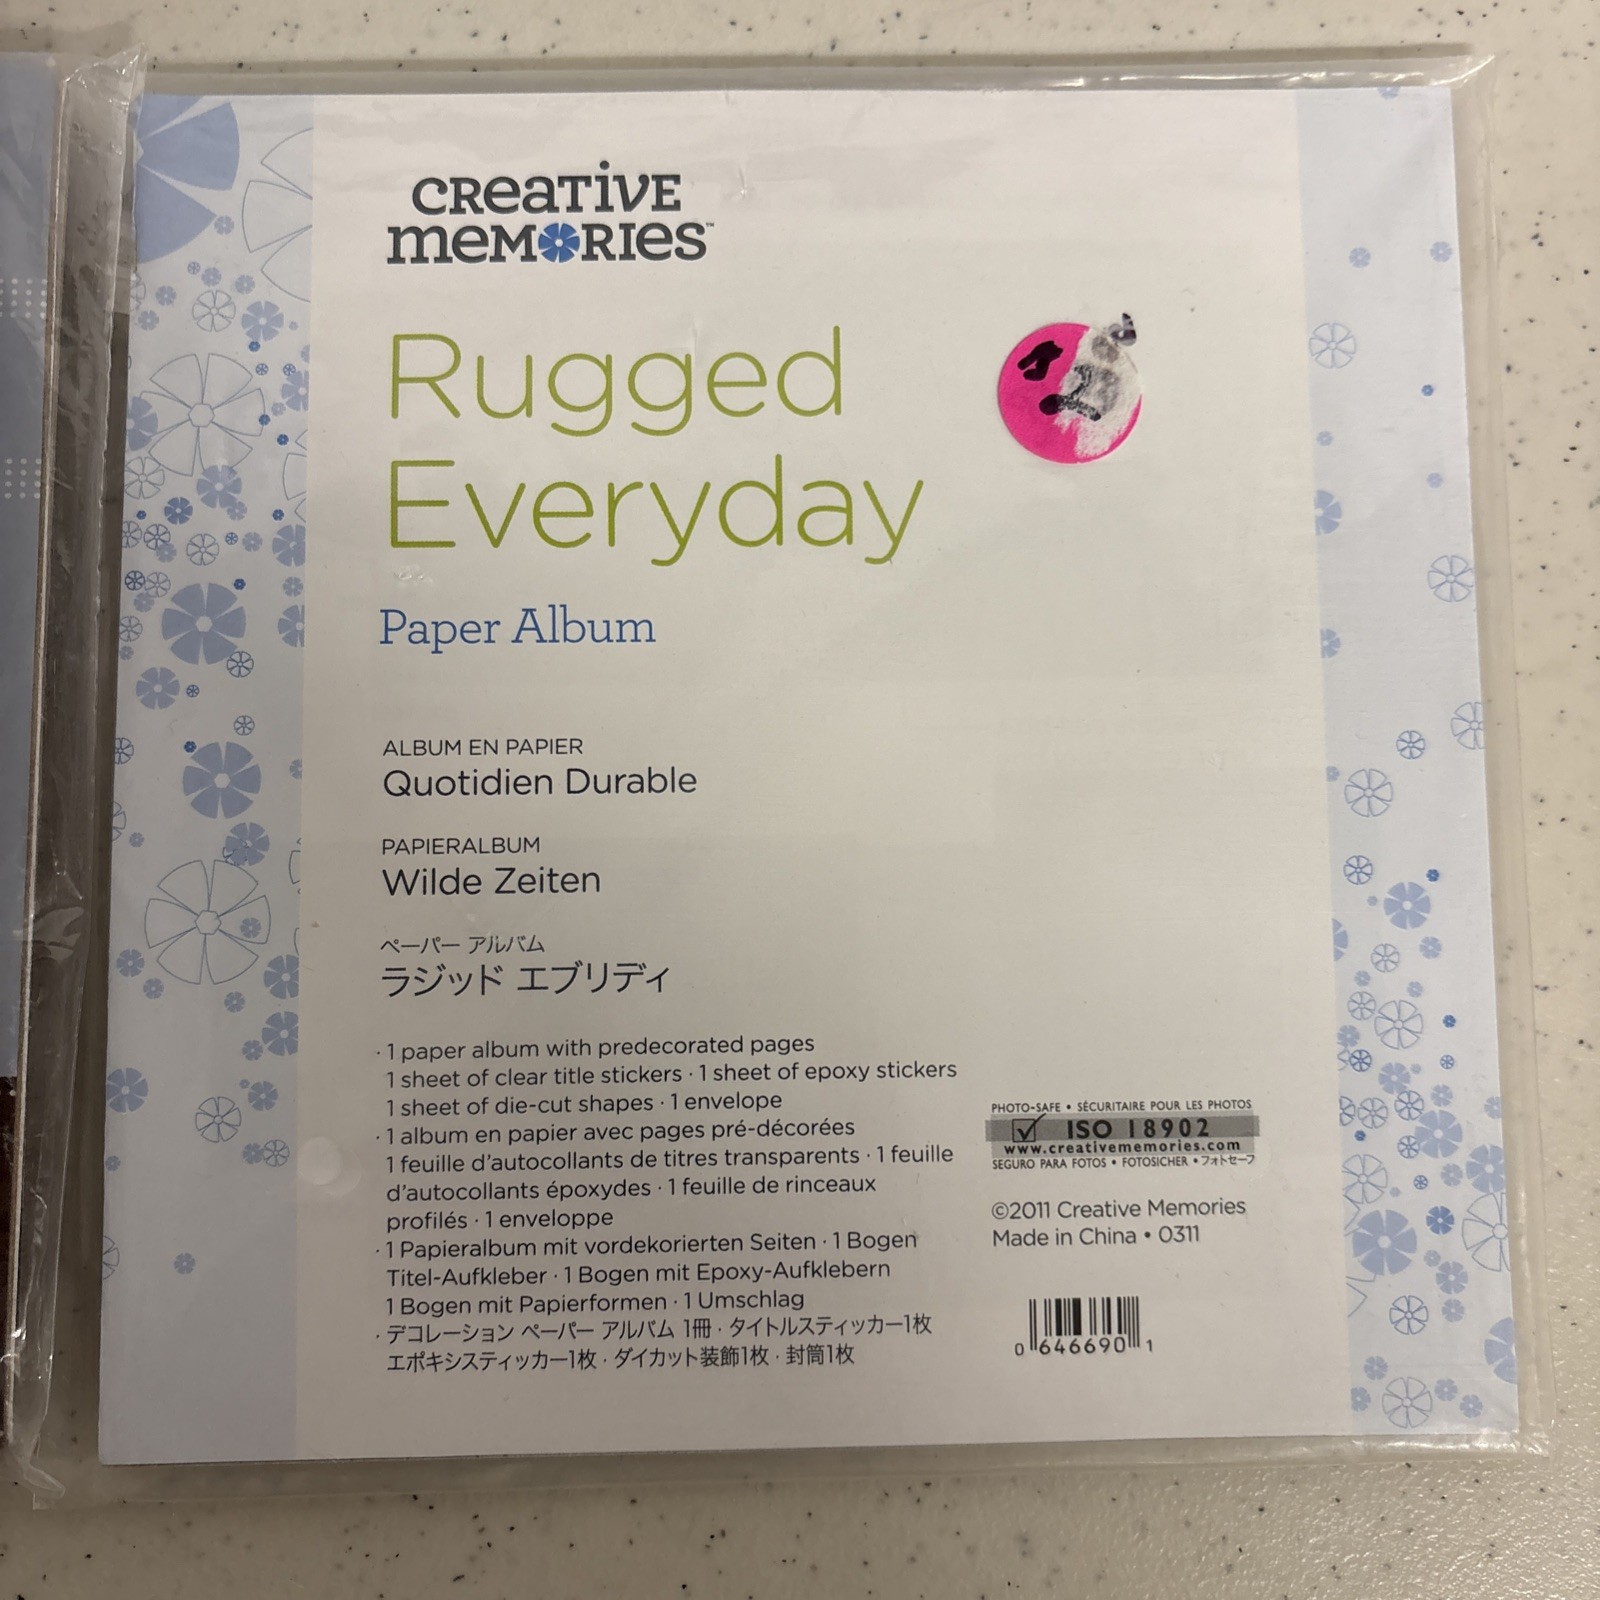 CREATIVE
MEMORIES™
Rugged
Everyday
Paper Album
ALBUM EN PAPIER
Quotidien Durable
PAPIERALBUM
Wilde Zeiten
ペーパー アルバム
ラジッド エブリディ
· 1 paper album with predecorated pages
1 sheet of clear title stickers · 1 sheet of epoxy stickers
1 sheet of die-cut shapes · 1 envelope
· 1 album en papier avec pages pré-décorées
1 feuille d'autocollants de titres transparents · 1 feuille
d'autocollants époxydes · 1 feuille de rinceaux
profilés · 1 enveloppe
· 1 Papieralbum mit vordekorierten Seiten · 1 Bogen
Titel-Aufkleber · 1 Bogen mit Epoxy-Aufklebern
1 Bogen mit Papierformen · 1 Umschlag
· デコレーション ペーパー アルバム 1冊 · タイトルスティッカー1枚
エポキシスティッカー1枚 · ダイカット装飾1枚 · 封筒1枚
PHOTO-SAFE • SÉCURITAIRE POUR LES PHOTOS
ISO 18902
www.creativememories.com
SEGURO PARA FOTOS • FOTOSICHER • フォトセーフ
©2011 Creative Memories
Made in China • 0311
0 646690 1